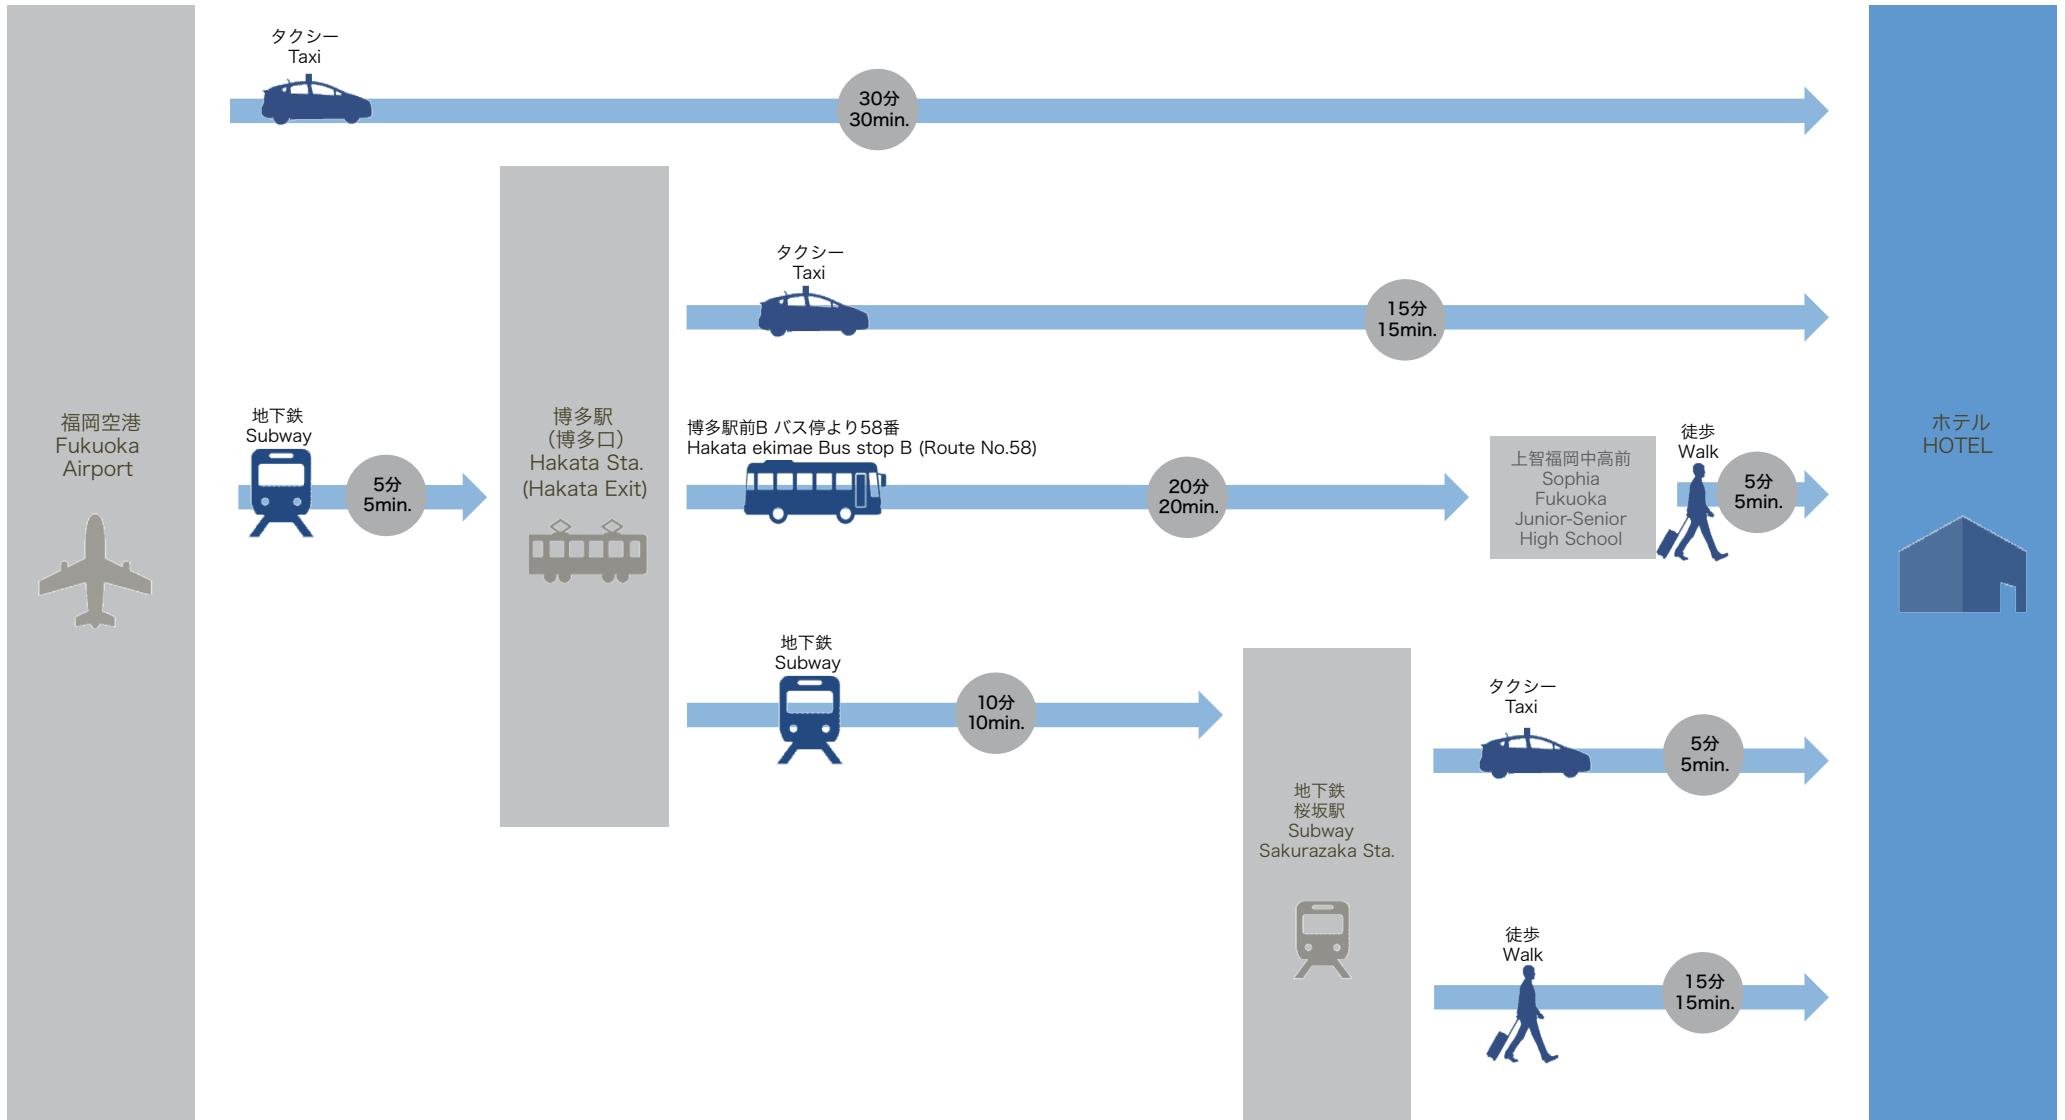 タクシー
Taxi
30分
30min.
タクシー
Taxi
15分
15min.
福岡空港
Fukuoka
Airport
地下鉄
Subway
5分
5min.
博多駅
（博多口）
Hakata Sta.
(Hakata Exit)
博多駅前B バス停より58番
Hakata ekimae Bus stop B (Route No.58)
20分
20min.
上智福岡中高前
Sophia
Fukuoka
Junior-Senior
High School
徒歩
Walk
5分
5min.
ホテル
HOTEL
地下鉄
Subway
10分
10min.
地下鉄
桜坂駅
Subway
Sakurazaka Sta.
タクシー
Taxi
5分
5min.
徒歩
Walk
15分
15min.